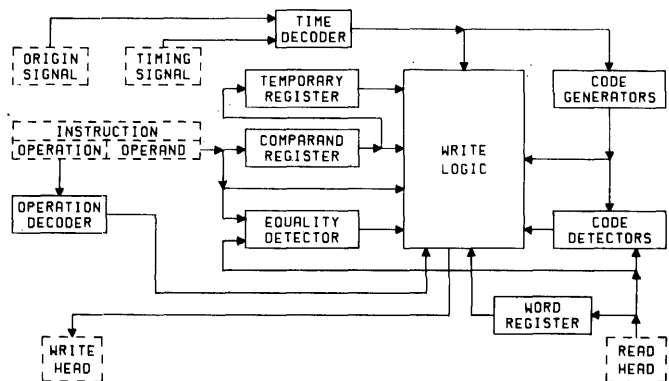 TIME
DECODER
ORIGIN
SIGNAL
TIMING
SIGNAL
TEMPORARY
REGISTER
CODE
GENERATORS
INSTRUCTION
OPERATION OPERAND
COMPARAND
REGISTER
WRITE
LOGIC
OPERATION
DECODER
EQUALITY
DETECTOR
CODE
DETECTORS
WORD
REGISTER
WRITE
HEAD
READ
HEAD